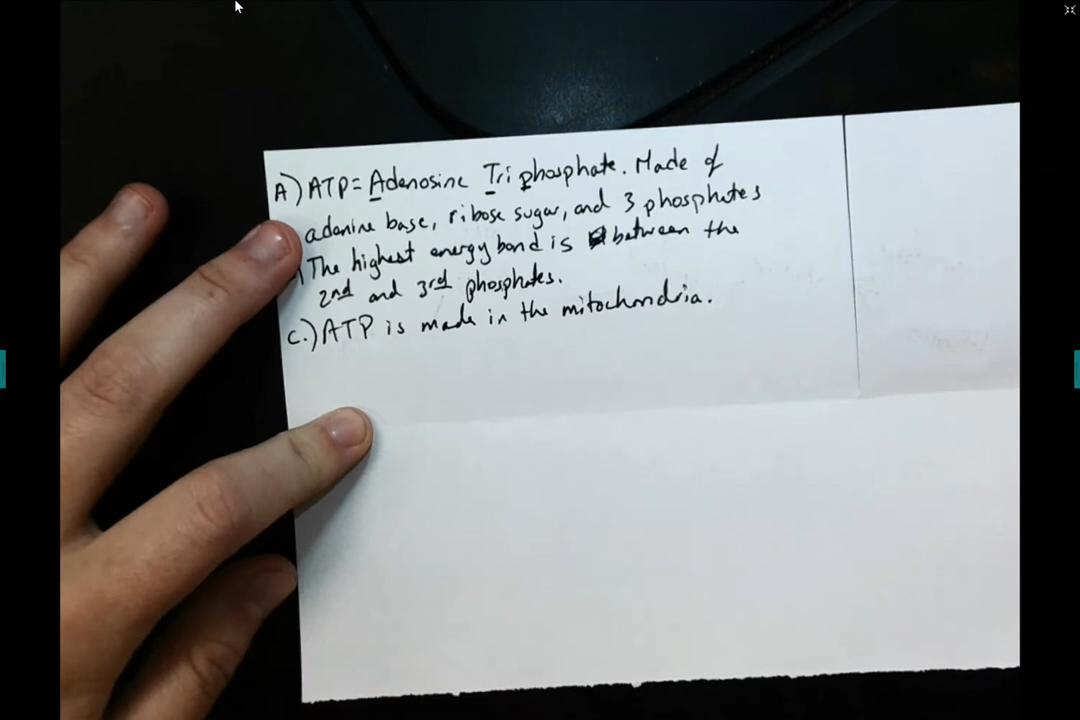 A) ATP= Adenosine Triphosphate. Made of
adenine base, ribose sugar, and 3 phosphates
The highest energy bond is between the
2nd and 3rd phosphates.
C.) ATP is made in the mitochondria.